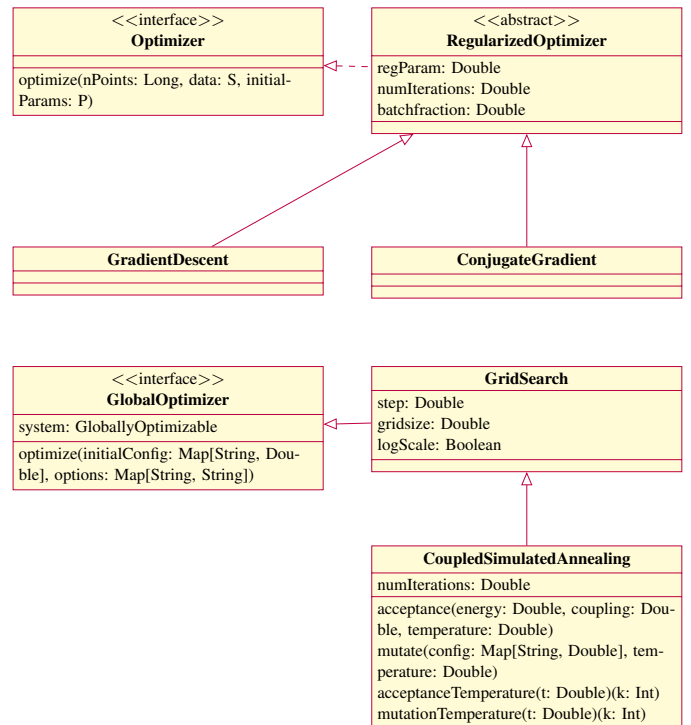 <<interface>>
Optimizer
optimize(nPoints: Long, data: S, initial-
Params: P)
<<abstract>>
RegularizedOptimizer
regParam: Double
numIterations: Double
batchfraction: Double
GradientDescent
ConjugateGradient
<<interface>>
GlobalOptimizer
system: GloballyOptimizable
optimize(initialConfig: Map[String, Dou-
ble], options: Map[String, String])
GridSearch
step: Double
gridsize: Double
logScale: Boolean
CoupledSimulatedAnnealing
numIterations: Double
acceptance(energy: Double, coupling: Dou-
ble, temperature: Double)
mutate(config: Map[String, Double], tem-
perature: Double)
acceptanceTemperature(t: Double)(k: Int)
mutationTemperature(t: Double)(k: Int)